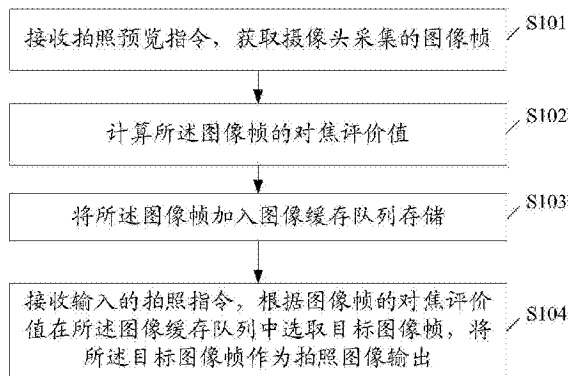 接收拍照预览指令，获取摄像头采集的图像帧
S101
计算所述图像帧的对焦评价值
S102
将所述图像帧加入图像缓存队列存储
S103
接收输入的拍照指令，根据图像帧的对焦评价
值在所述图像缓存队列中选取目标图像帧，将
所述目标图像帧作为拍照图像输出
S104